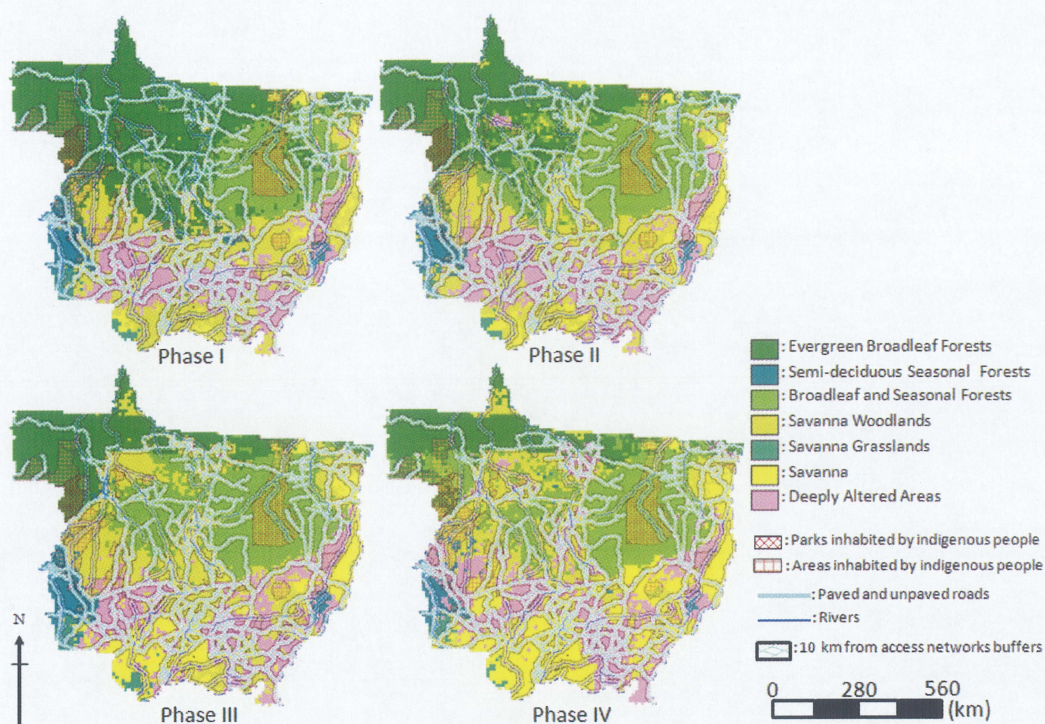 Phase I
Phase II
: Evergreen Broadleaf Forests
: Semi-deciduous Seasonal Forests
: Broadleaf and Seasonal Forests
: Savanna Woodlands
: Savanna Grasslands
: Savanna
: Deeply Altered Areas
: Parks inhabited by indigenous people
: Areas inhabited by indigenous people
: Paved and unpaved roads
: Rivers
: 10 km from access networks buffers
N
0 280 560
(km)
Phase III
Phase IV